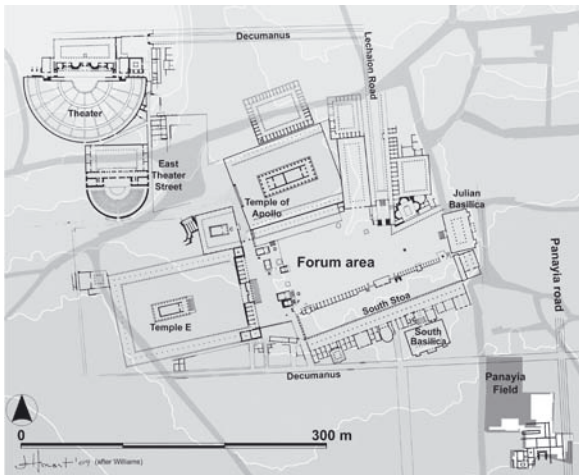 Decumanus
Lechaion Road
Theater
East
Theater
Street
Temple of
Apollo
Julian
Basilica
Forum area
Panayia road
Temple E
South Stoa
South
Basilica
Decumanus
Panayia
Field
0
300 m
(after Williams)